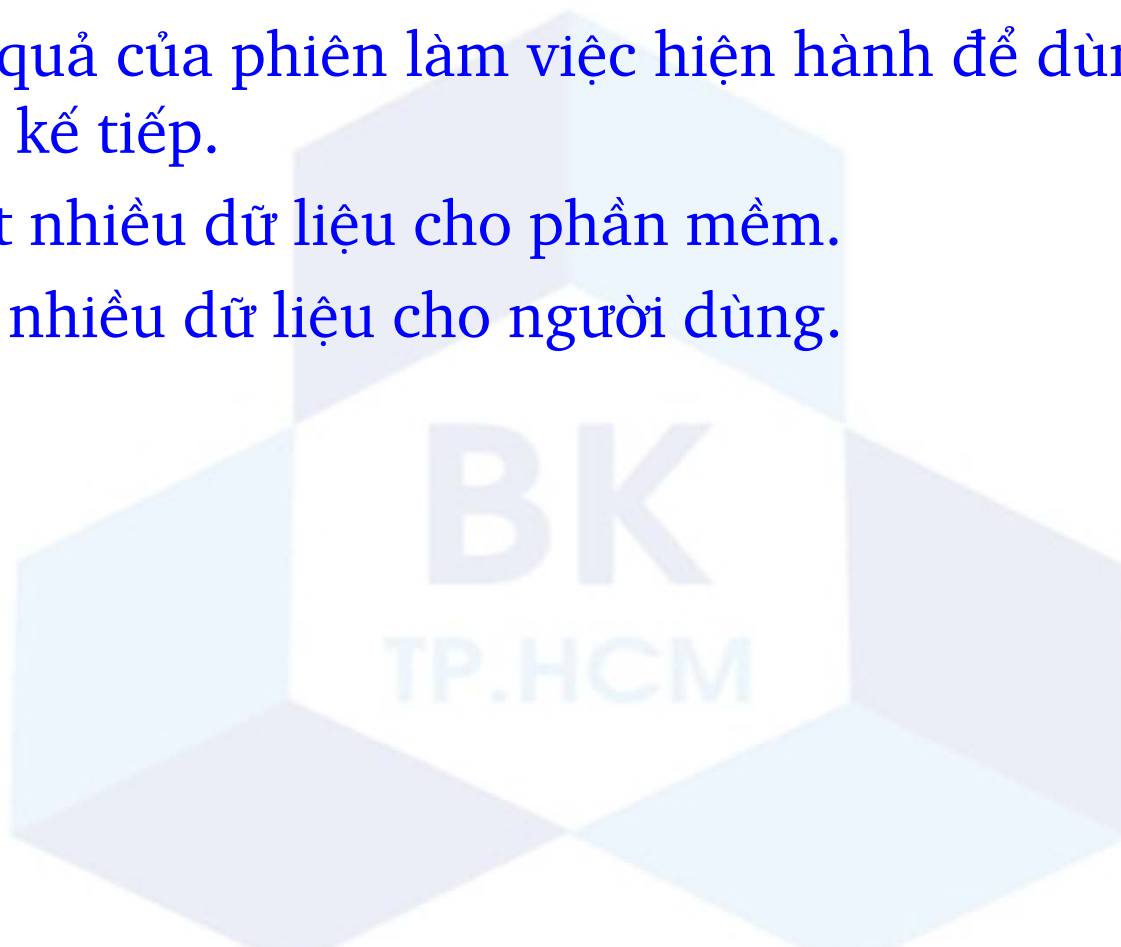 quả của phiên làm việc hiện hành để
kế tiếp.
nhiều dữ liệu cho phần mềm.
nhiều dữ liệu cho người dùng.
BK
TP.HCM